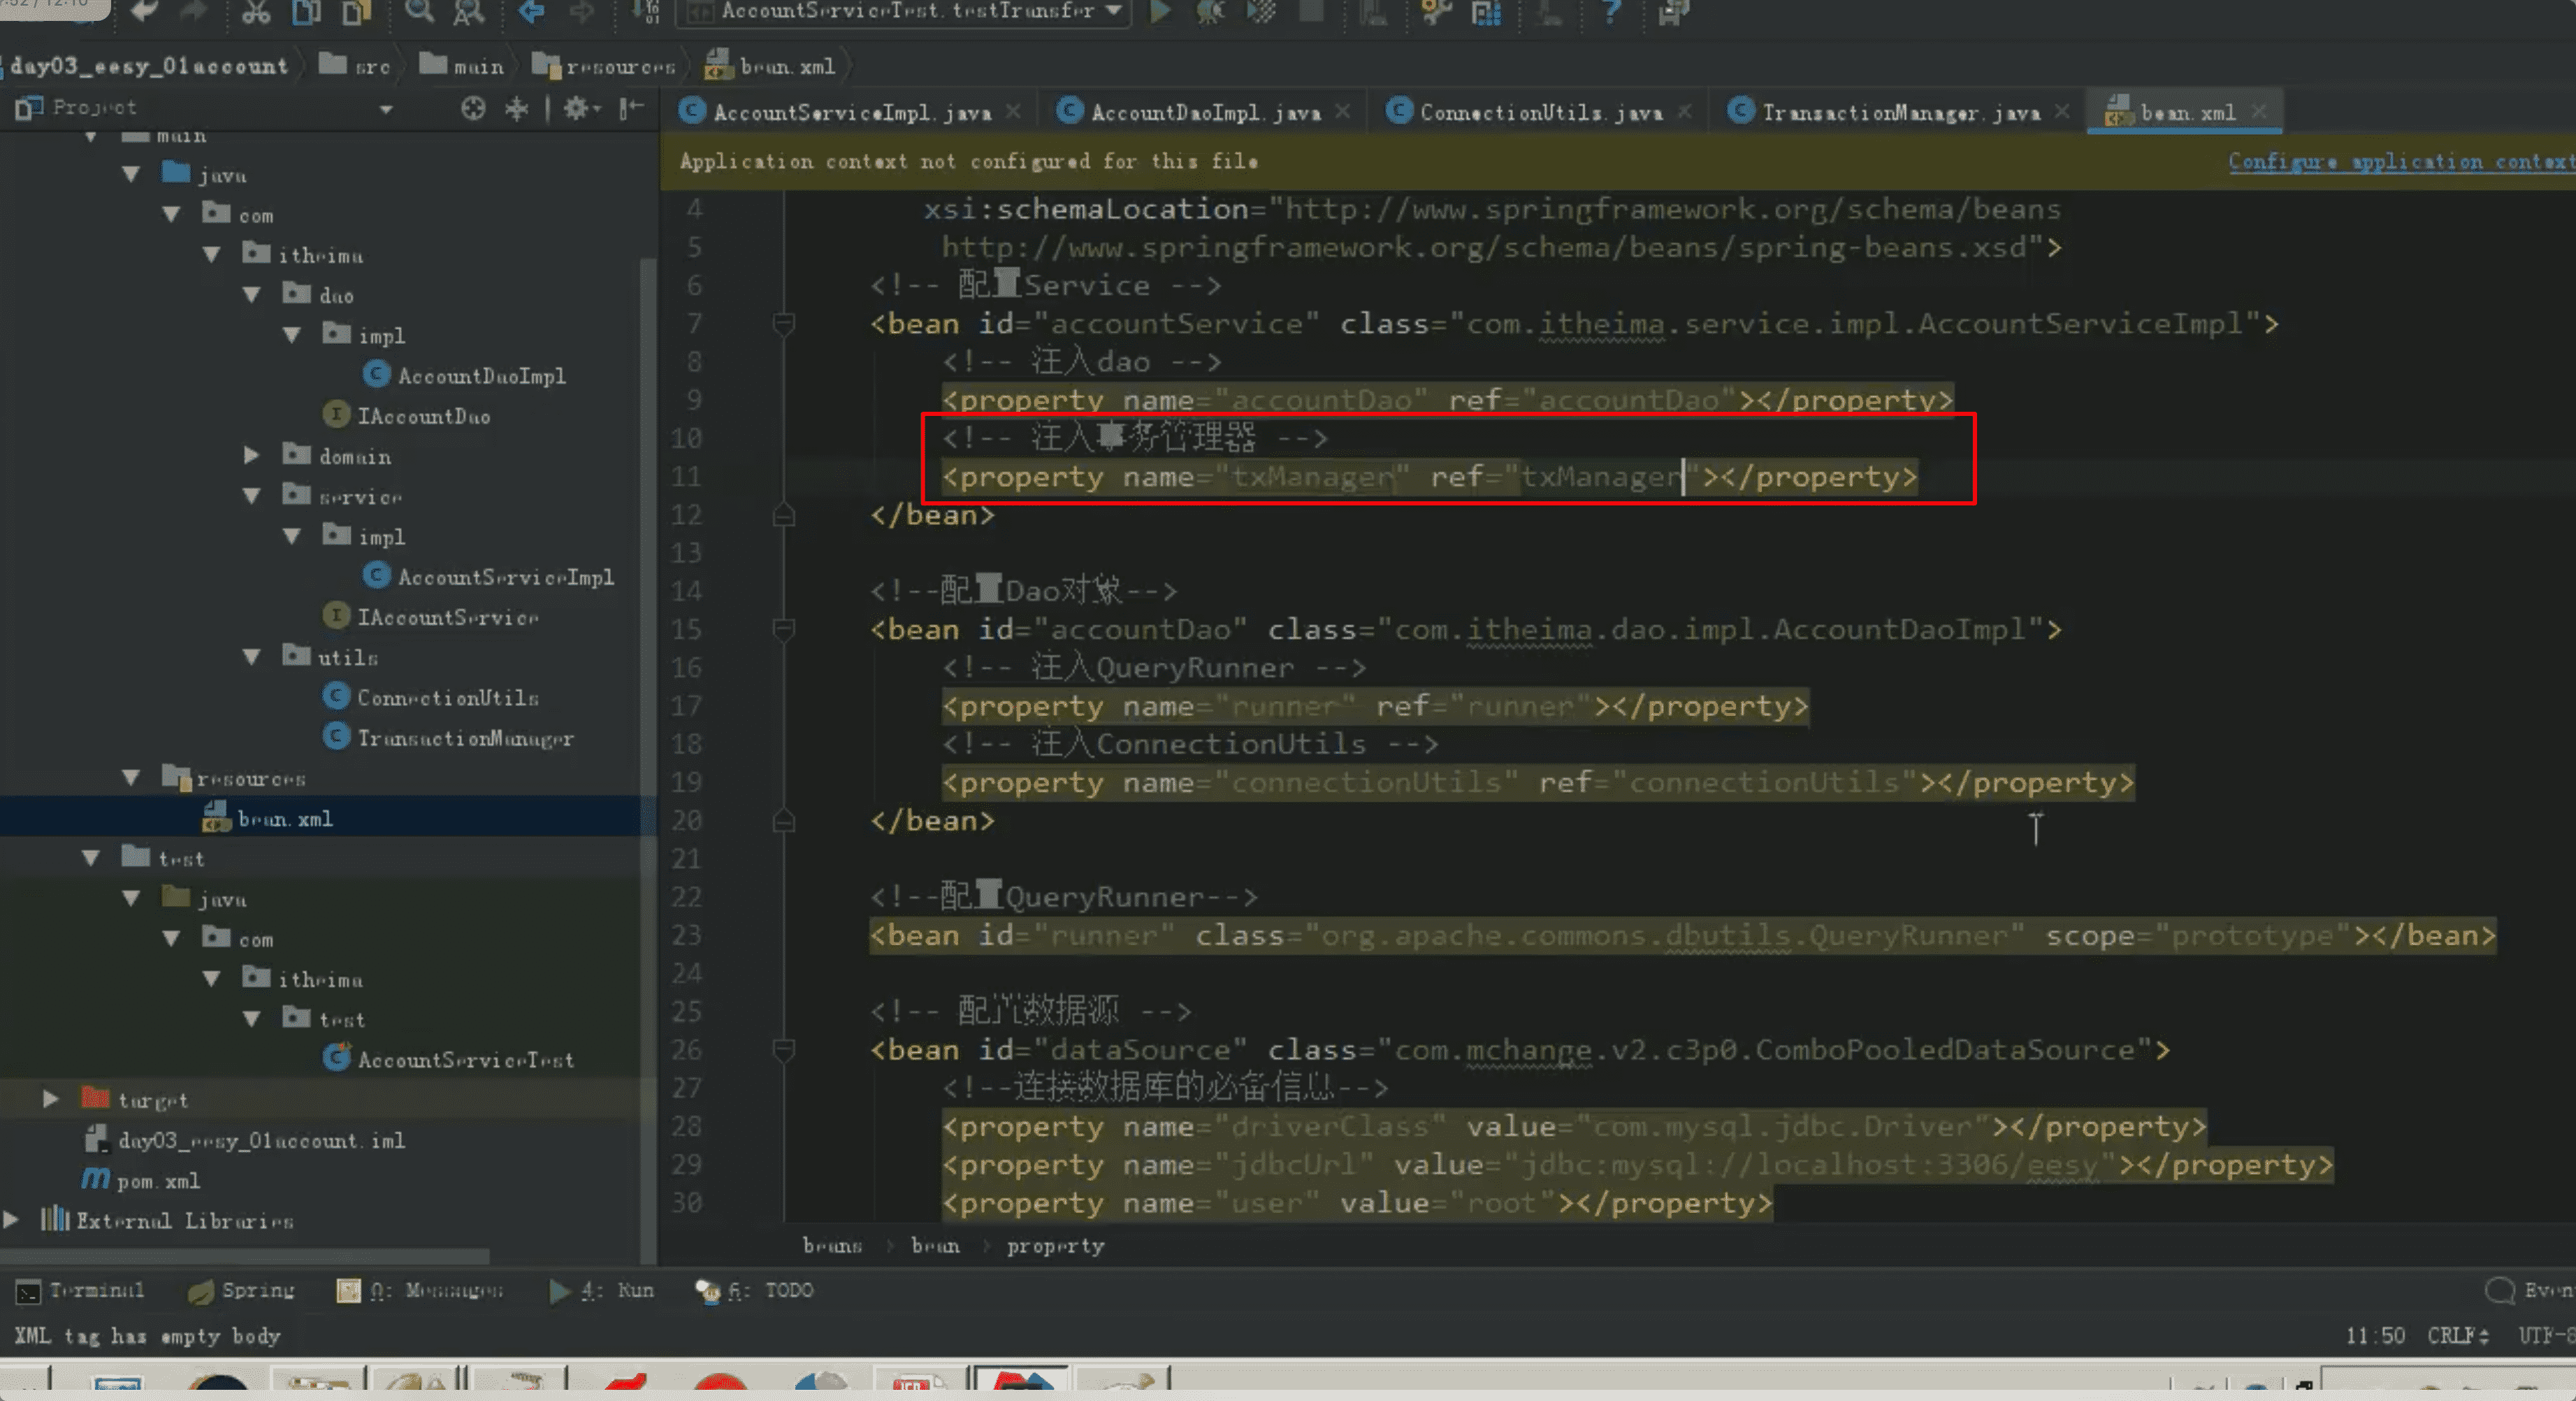 AccountServiceTest.testTransfer
day03_eesy_01account src main resources bean.xml
Project
AccountServiceImpl.java AccountDaoImpl.java ConnectionUtils.java TransactionManager.java bean.xml
Application context not configured for this file Configure application context
main
java
com
itheima
dao
impl
AccountDaoImpl
IAccountDao
domain
service
impl
AccountServiceImpl
IAccountService
utils
ConnectionUtils
TransactionManager
resources
bean.xml
test
java
com
itheima
test
AccountServiceTest
target
day03_eesy_01account.iml
pom.xml
External Libraries
4 xsi:schemaLocation="http://www.springframework.org/schema/beans
5 http://www.springframework.org/schema/beans/spring-beans.xsd">
6 <!-- 配置Service -->
7 <bean id="accountService" class="com.itheima.service.impl.AccountServiceImpl">
8 <!-- 注入dao -->
9 <property name="accountDao" ref="accountDao"></property>
10 <!-- 注入事务管理器 -->
11 <property name="txManager" ref="txManager"></property>
12 </bean>
13
14 <!--配置Dao对象-->
15 <bean id="accountDao" class="com.itheima.dao.impl.AccountDaoImpl">
16 <!-- 注入QueryRunner -->
17 <property name="runner" ref="runner"></property>
18 <!-- 注入ConnectionUtils -->
19 <property name="connectionUtils" ref="connectionUtils"></property>
20 </bean>
21
22 <!--配置QueryRunner-->
23 <bean id="runner" class="org.apache.commons.dbutils.QueryRunner" scope="prototype"></bean>
24
25 <!-- 配置数据源 -->
26 <bean id="dataSource" class="com.mchange.v2.c3p0.ComboPooledDataSource">
27 <!--连接数据库的必备信息-->
28 <property name="driverClass" value="com.mysql.jdbc.Driver"></property>
29 <property name="jdbcUrl" value="jdbc:mysql://localhost:3306/eesy"></property>
30 <property name="user" value="root"></property>
beans bean property
Terminal Spring 0: Messages 4: Run 6: TODO
XML tag has empty body 11:50 CRLF UTF-8